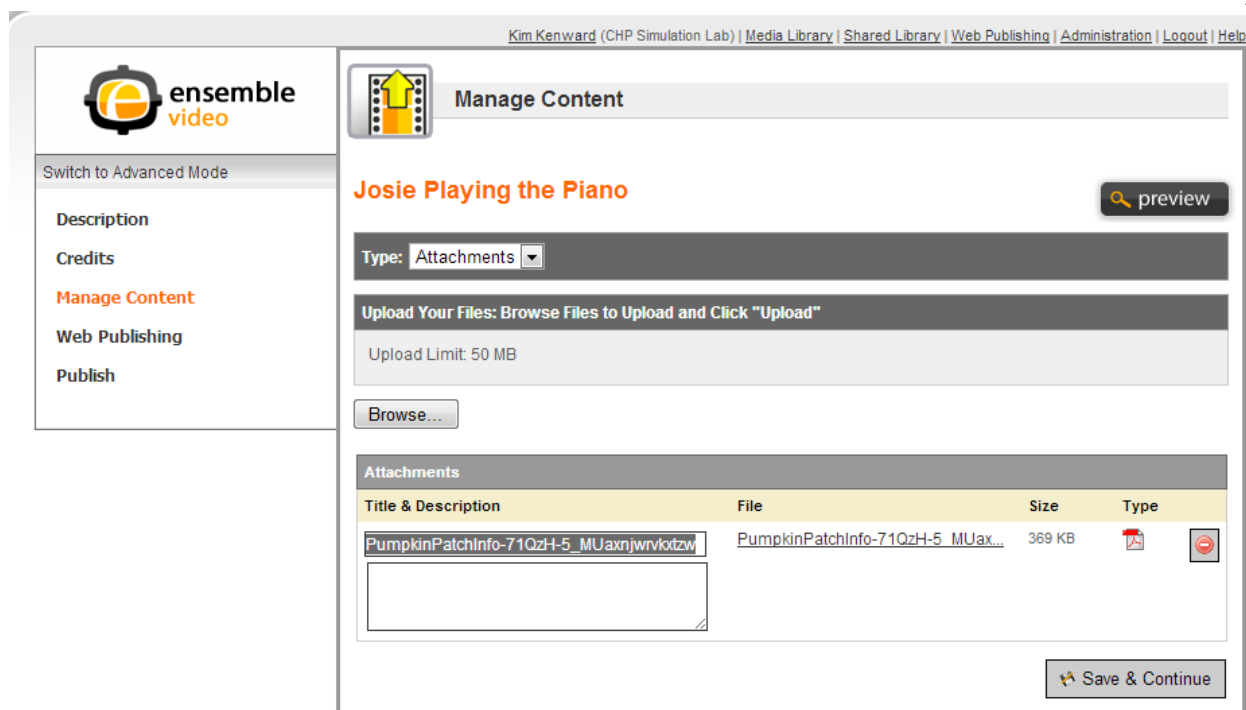 Kim Kenward (CHP Simulation Lab) | Media Library | Shared Library | Web Publishing | Administration | Logout | Help
ensemble
video
Manage Content
Switch to Advanced Mode
Description
Credits
Manage Content
Web Publishing
Publish
Josie Playing the Piano
preview
Type: Attachments
Upload Your Files: Browse Files to Upload and Click "Upload"
Upload Limit: 50 MB
Browse...
Attachments
Title & Description File Size Type
PumpkinPatchInfo-71QzH-5_MUaxnjwrvkxtzw PumpkinPatchInfo-71QzH-5_MUax... 369 KB
Save & Continue